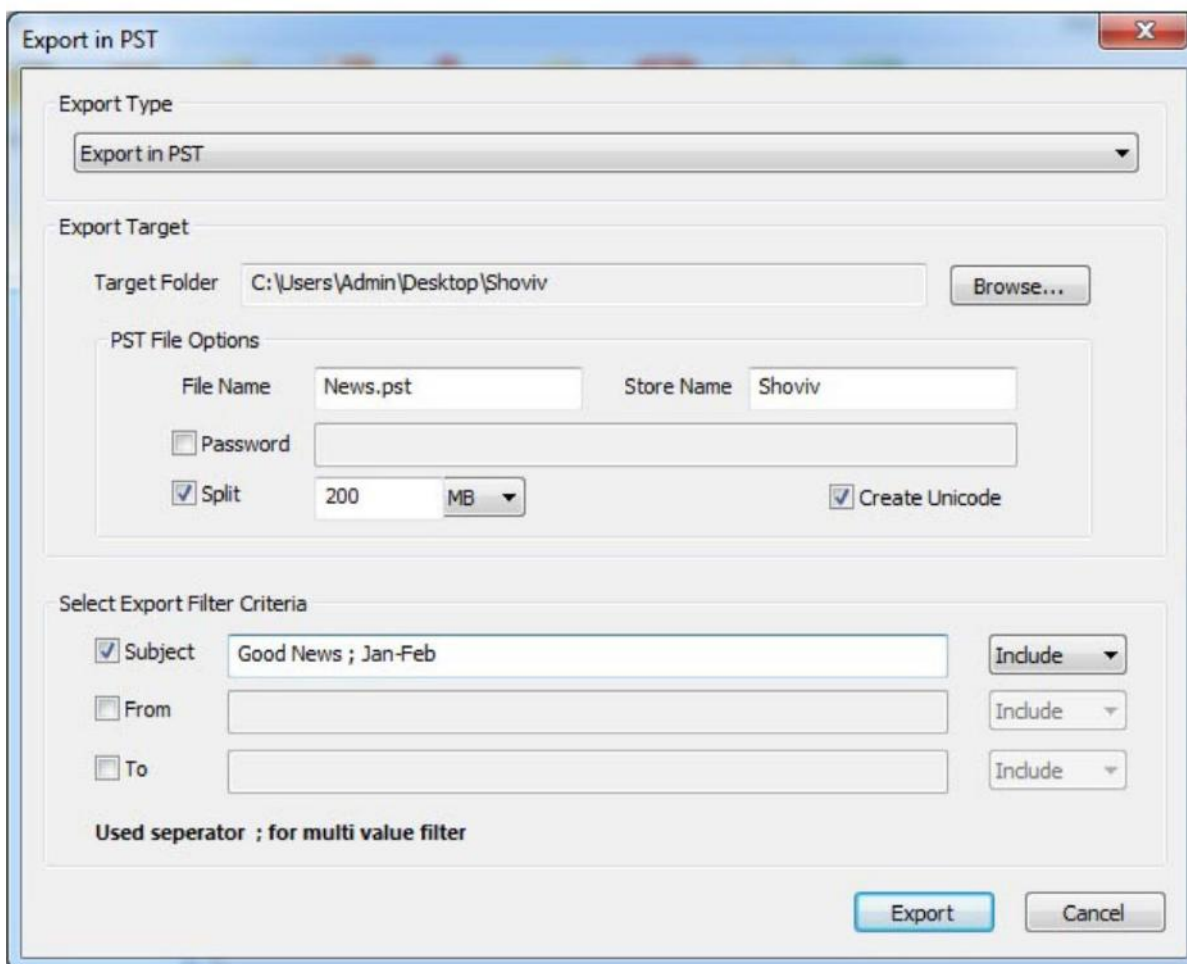 Export in PST
Export Type
Export in PST
Export Target
Target Folder C:\Users\Admin\Desktop\Shoviv Browse...
PST File Options
File Name News.pst Store Name Shoviv
Password
Split 200 MB Create Unicode
Select Export Filter Criteria
Subject Good News ; Jan-Feb Include
From Include
To Include
Used seperator ; for multi value filter
Export Cancel